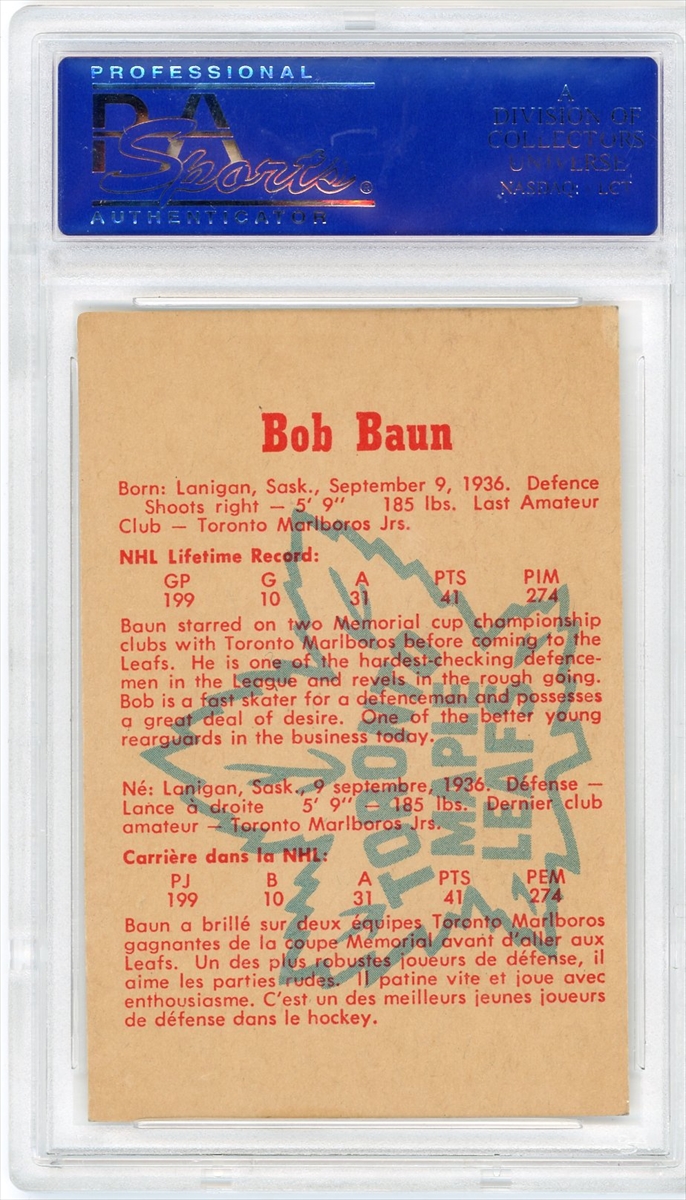 PROFESSIONAL
PSA
Sports®
AUTHENTICATOR
A
DIVISION OF
COLLECTORS
UNIVERSE
NASDAQ:
Bob Baun
Born: Lanigan, Sask., September 9, 1936. Defence
Shoots right — 5' 9'' 185 lbs. Last Amateur
Club — Toronto Marlboros Jrs.
NHL Lifetime Record:
GP G A PTS PIM
199 10 31 41 274
Baun starred on two Memorial cup championship
clubs with Toronto Marlboros before coming to the
Leafs. He is one of the hardest-checking defence-
men in the League and revels in the rough going.
Bob is a fast skater for a defenceman and possesses
a great deal of desire. One of the better young
rearguards in the business today.
Né: Lanigan, Sask., 9 septembre, 1936. Défense —
Lance à droite 5' 9'' — 185 lbs. Dernier club
amateur — Toronto Marlboros Jrs.
Carrière dans la NHL:
PJ B A PTS PEM
199 10 31 41 274
Baun a brillé sur deux équipes Toronto Marlboros
gagnantes de la coupe Memorial avant d'aller aux
Leafs. Un des plus robustes joueurs de défense, il
aime les parties rudes. Il patine vite et joue avec
enthousiasme. C'est un des meilleurs jeunes joueurs
de défense dans le hockey.
TORONTO
MAPLE
LEAFS